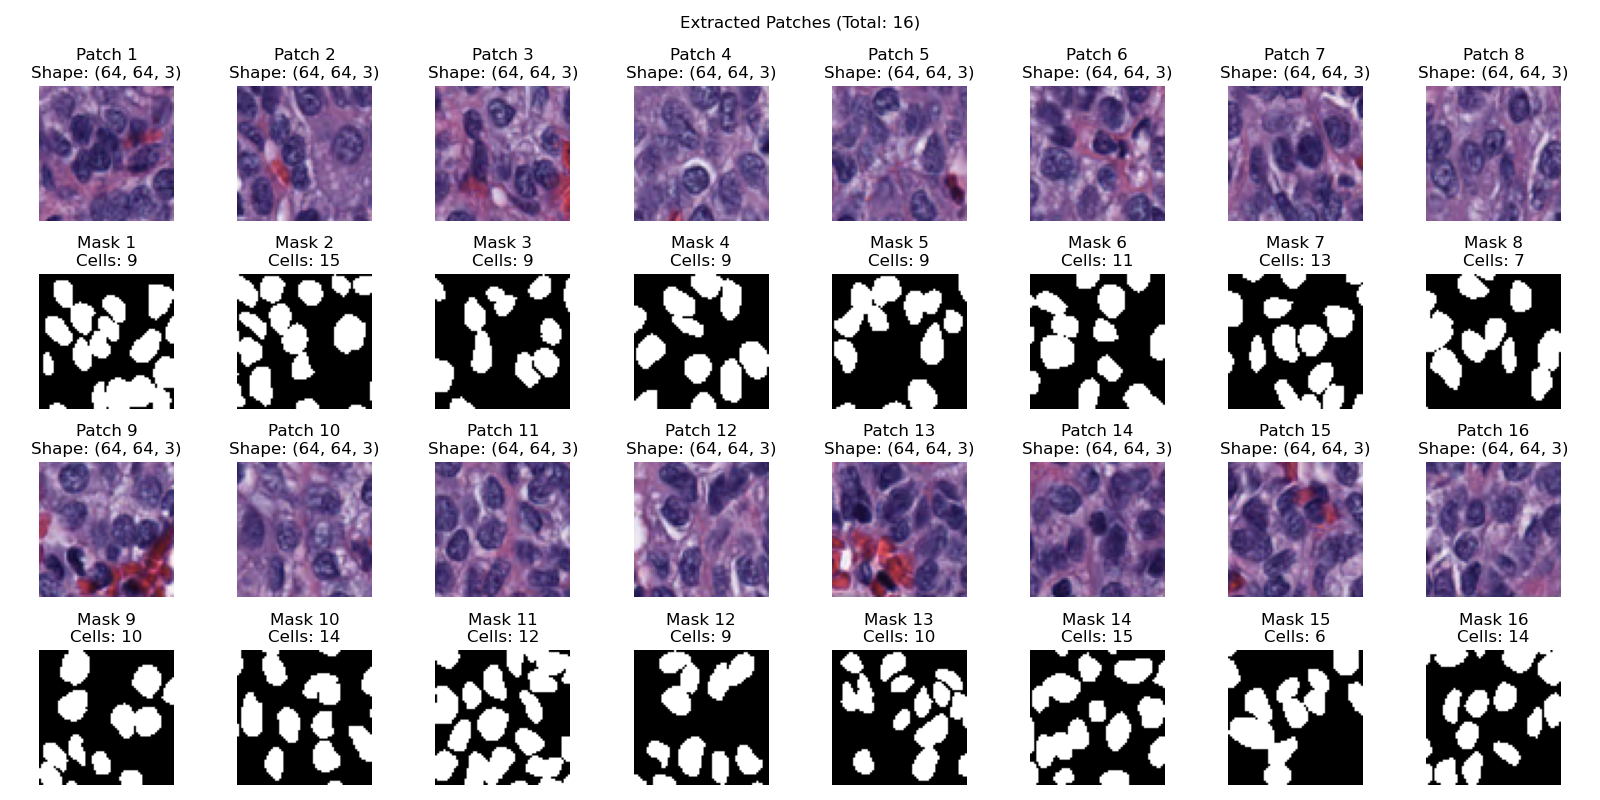 Extracted Patches (Total: 16)
Patch 1
Shape: (64, 64, 3)
Patch 2
Shape: (64, 64, 3)
Patch 3
Shape: (64, 64, 3)
Patch 4
Shape: (64, 64, 3)
Patch 5
Shape: (64, 64, 3)
Patch 6
Shape: (64, 64, 3)
Patch 7
Shape: (64, 64, 3)
Patch 8
Shape: (64, 64, 3)
Mask 1
Cells: 9
Mask 2
Cells: 15
Mask 3
Cells: 9
Mask 4
Cells: 9
Mask 5
Cells: 9
Mask 6
Cells: 11
Mask 7
Cells: 13
Mask 8
Cells: 7
Patch 9
Shape: (64, 64, 3)
Patch 10
Shape: (64, 64, 3)
Patch 11
Shape: (64, 64, 3)
Patch 12
Shape: (64, 64, 3)
Patch 13
Shape: (64, 64, 3)
Patch 14
Shape: (64, 64, 3)
Patch 15
Shape: (64, 64, 3)
Patch 16
Shape: (64, 64, 3)
Mask 9
Cells: 10
Mask 10
Cells: 14
Mask 11
Cells: 12
Mask 12
Cells: 9
Mask 13
Cells: 10
Mask 14
Cells: 15
Mask 15
Cells: 6
Mask 16
Cells: 14